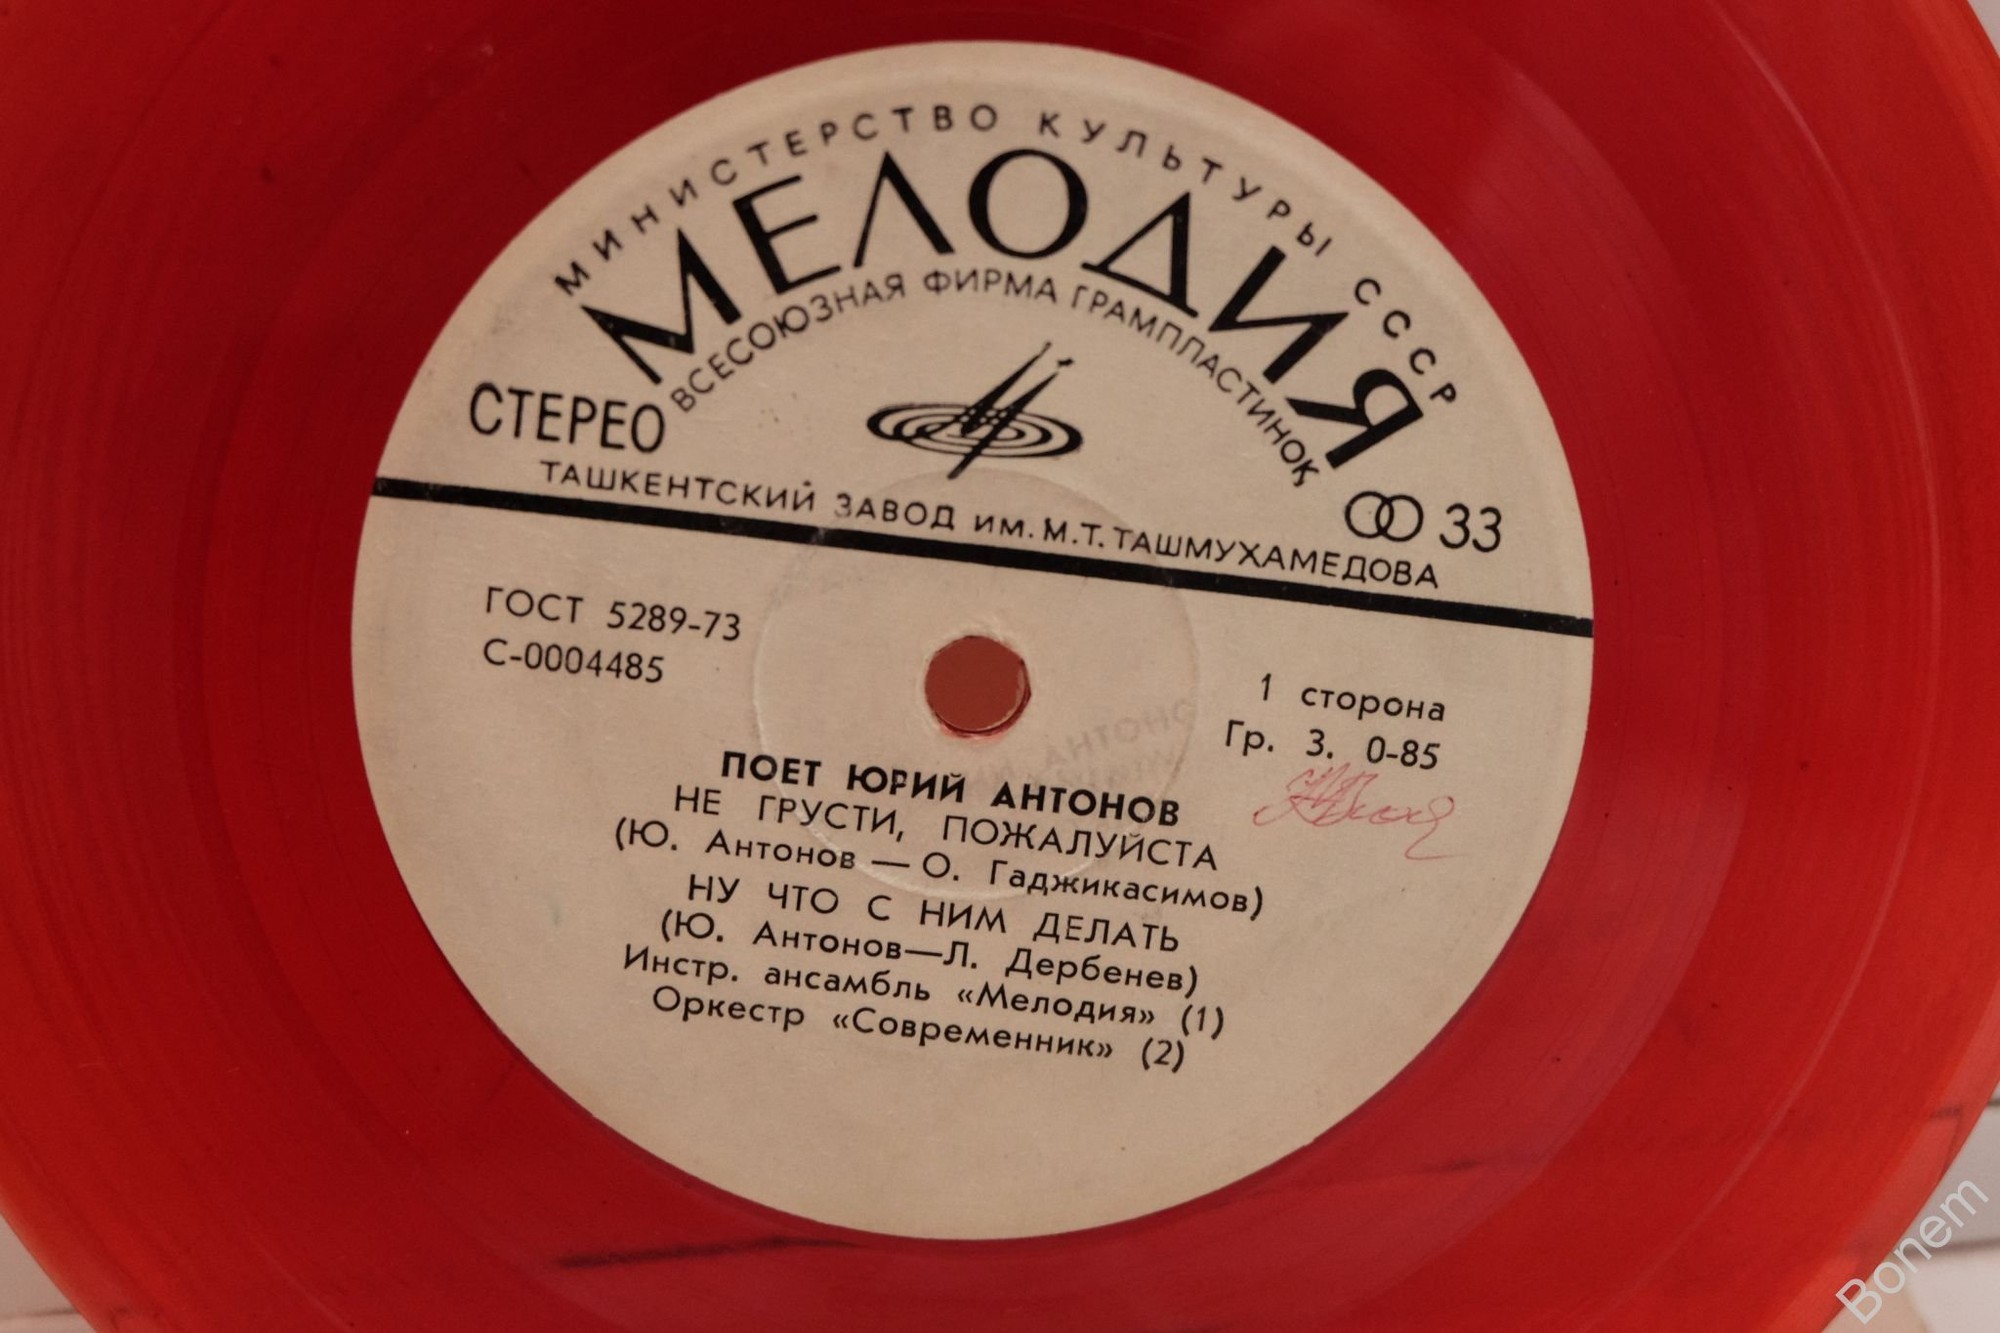 МИНИСТЕРСТВО КУЛЬТУРЫ СССР
МЕЛОДИЯ
ВСЕСОЮЗНАЯ ФИРМА ГРАМПЛАСТИНОК
СТЕРЕО
33
ТАШКЕНТСКИЙ ЗАВОД ИМ. М.Т. ТАШМУХАМЕДОВА
ГОСТ 5289-73
С-0004485
1 сторона
Гр. 3. 0-85
ПОЕТ ЮРИЙ АНТОНОВ
НЕ ГРУСТИ, ПОЖАЛУЙСТА
(Ю. Антонов — О. Гаджикасимов)
НУ ЧТО С НИМ ДЕЛАТЬ
(Ю. Антонов—Л. Дербенев)
Инстр. ансамбль «Мелодия» (1)
Оркестр «Современник» (2)
Bonem